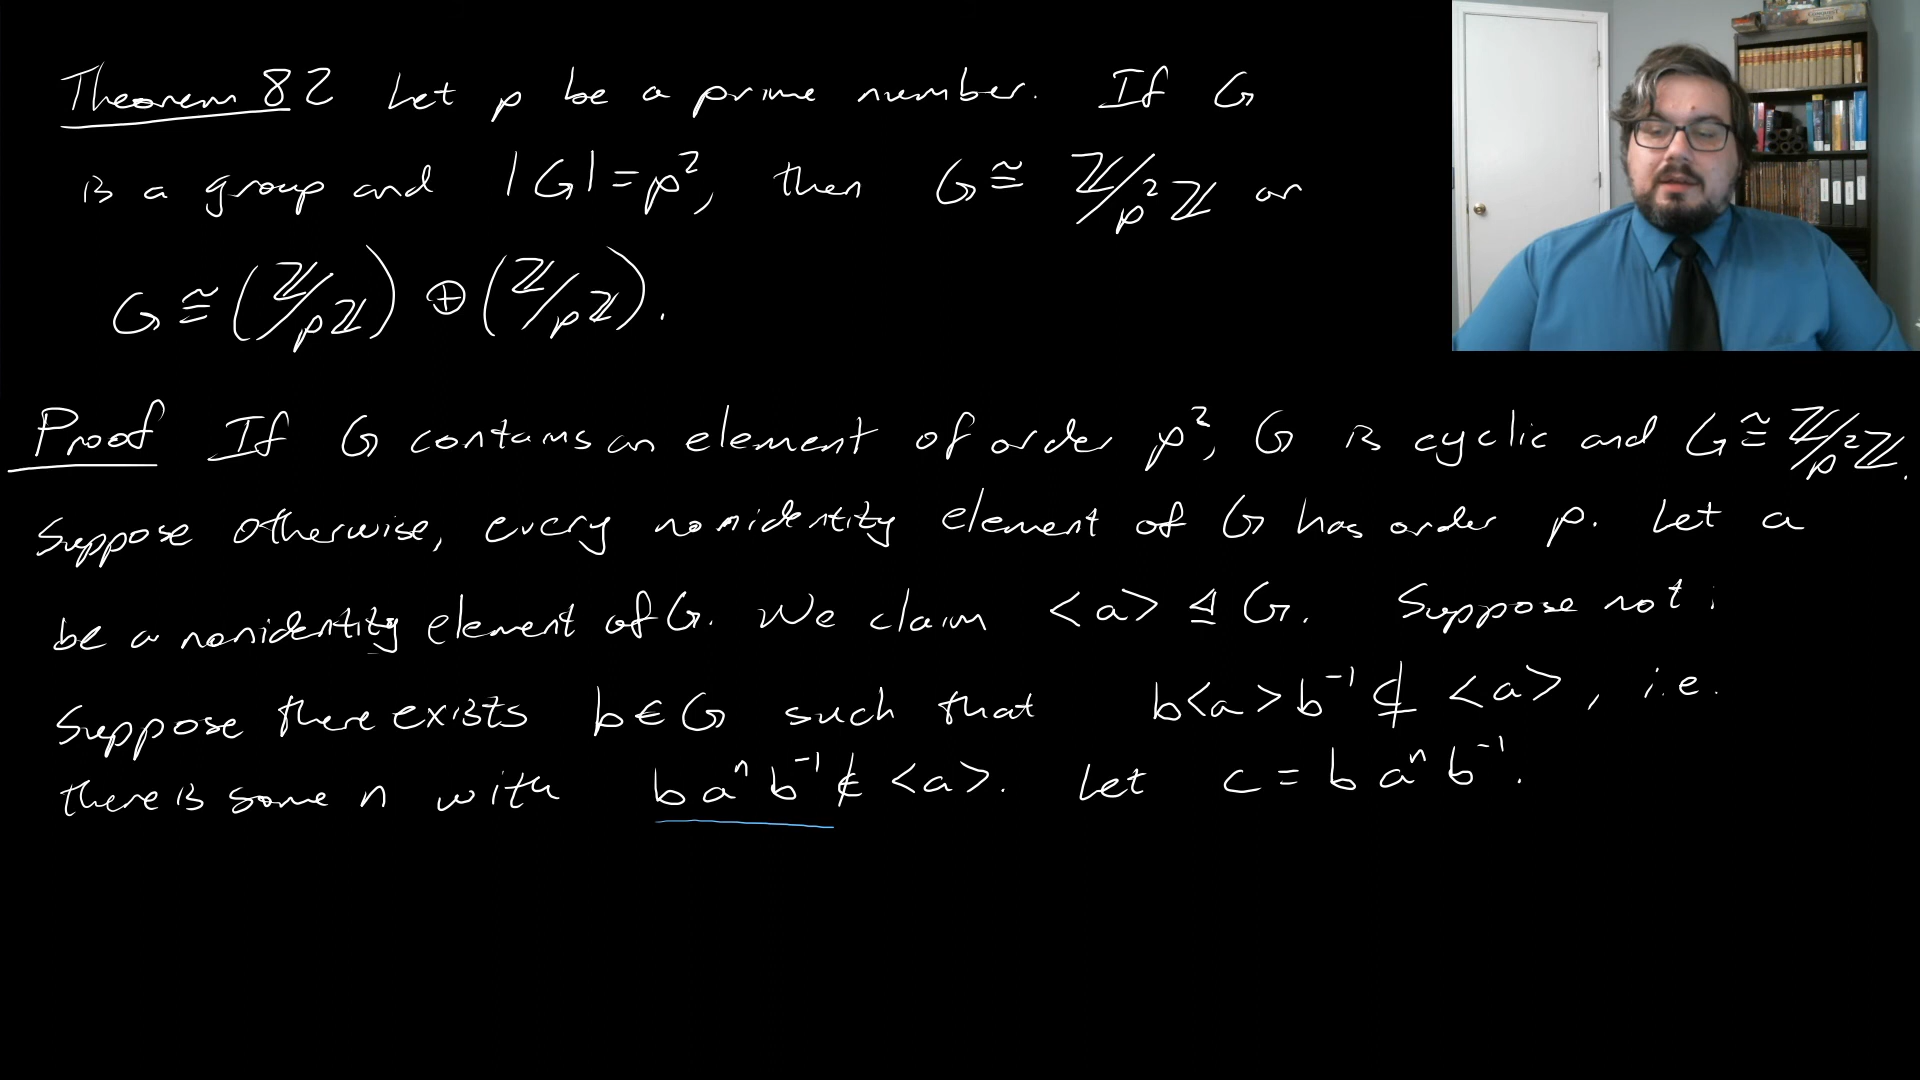 Theorem 82 Let p be a prime number. If G
is a group and |G| = p², then G ≅ ℤ/p²ℤ or
G ≅ (ℤ/pℤ) ⊕ (ℤ/pℤ).
Proof If G contains an element of order p², G is cyclic and G ≅ ℤ/p²ℤ.
Suppose otherwise, every nonidentity element of G has order p. Let a
be a nonidentity element of G. We claim <a> ⊴ G. Suppose not:
Suppose there exists b ∈ G such that b<a>b⁻¹ ⊄ <a>, i.e.
there is some n with b aⁿ b⁻¹ ∉ <a>. Let c = b aⁿ b⁻¹.